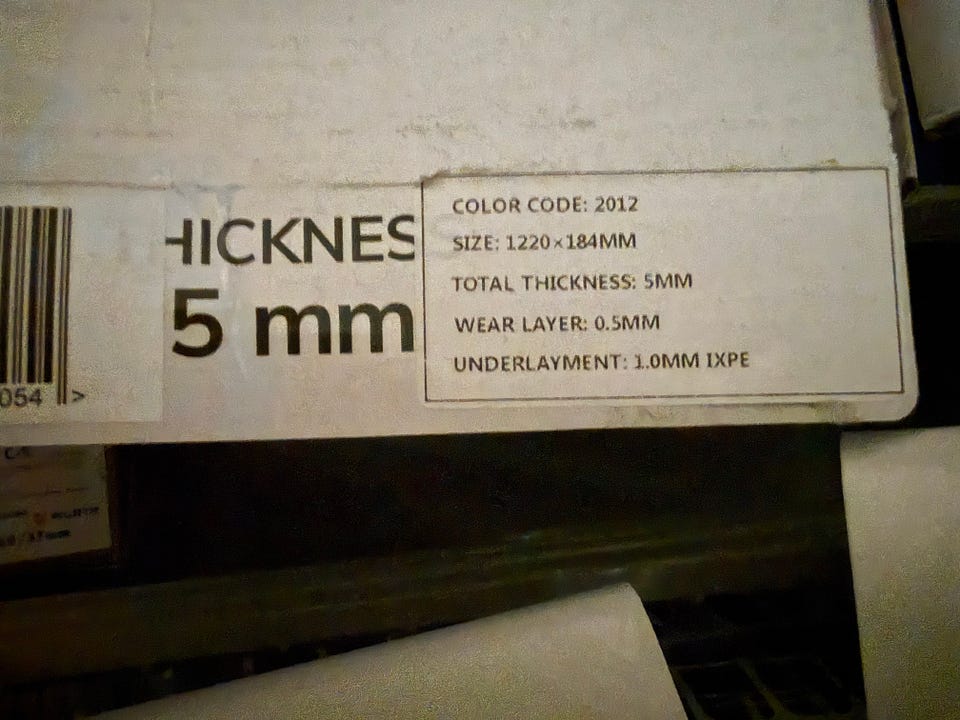 HICKNES
5 mm
054 >
COLOR CODE: 2012
SIZE: 1220×184MM
TOTAL THICKNESS: 5MM
WEAR LAYER: 0.5MM
UNDERLAYMENT: 1.0MM IXPE